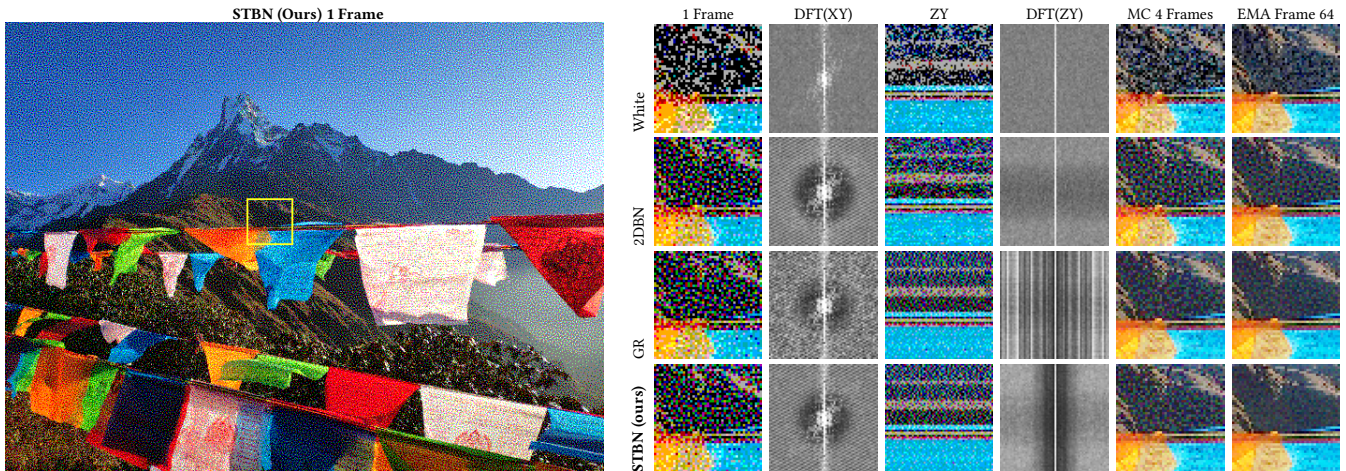 STBN (Ours) 1 Frame
1 Frame DFT(XY) ZY DFT(ZY) MC 4 Frames EMA Frame 64
White
2DBN
GR
STBN (ours)